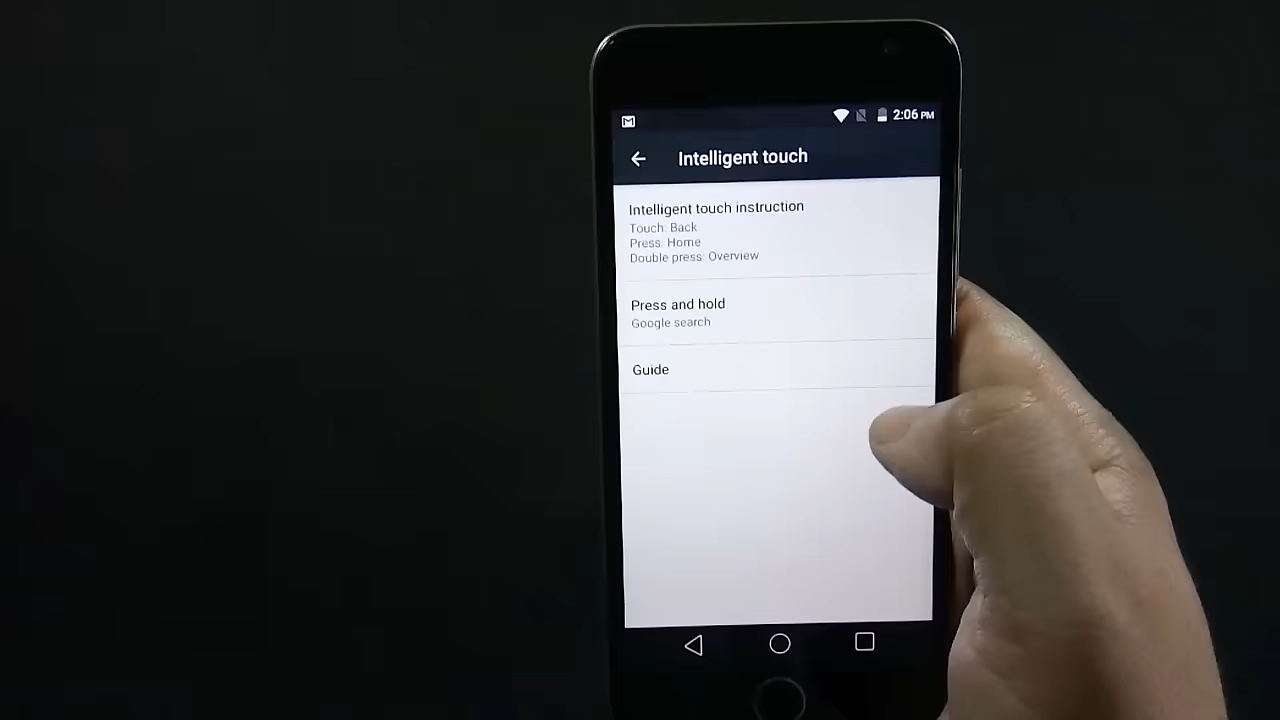 2:06 PM
Intelligent touch
Intelligent touch instruction
Touch: Back
Press: Home
Double press: Overview
Press and hold
Google search
Guide